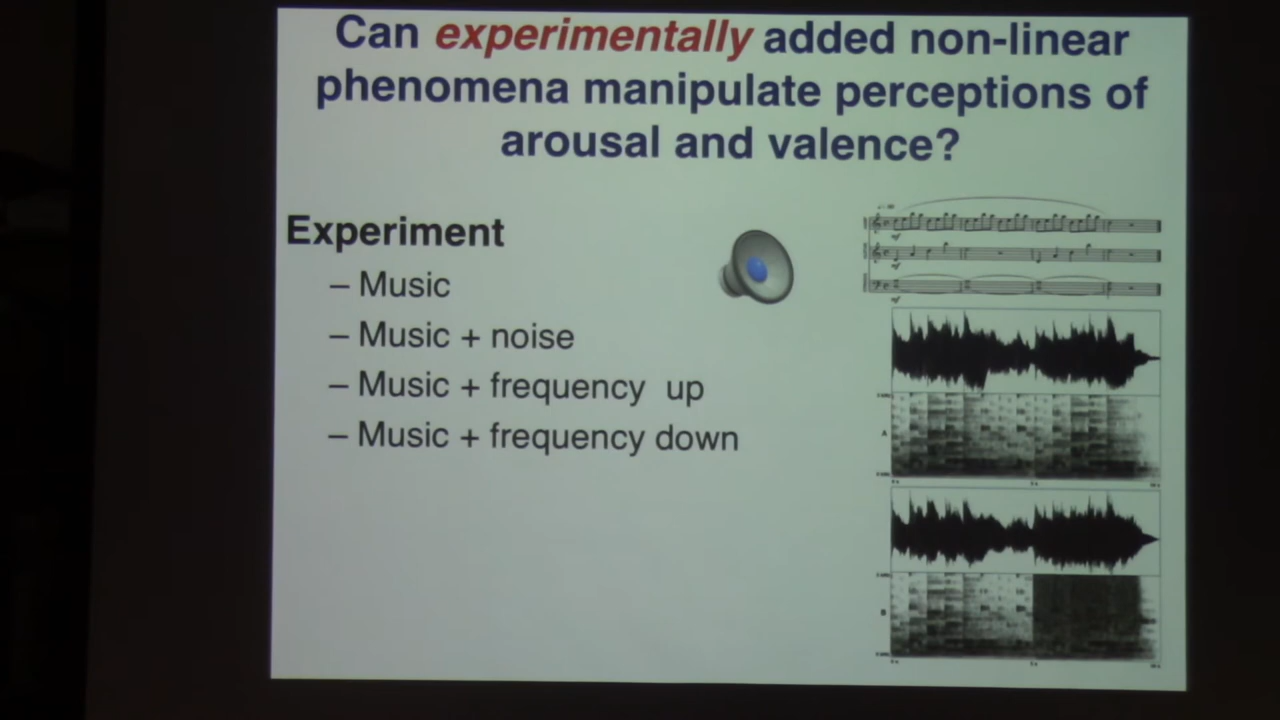 Can experimentally added non-linear
phenomena manipulate perceptions of
arousal and valence?
Experiment
– Music
– Music + noise
– Music + frequency up
– Music + frequency down
A
B